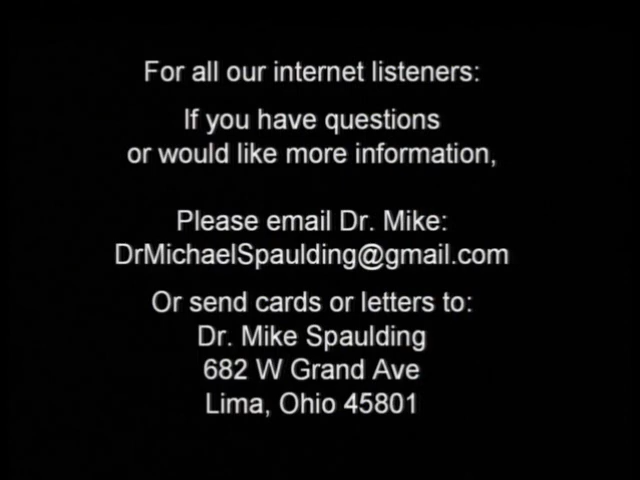 For all our internet listeners:
If you have questions
or would like more information,
Please email Dr. Mike:
DrMichaelSpaulding@gmail.com
Or send cards or letters to:
Dr. Mike Spaulding
682 W Grand Ave
Lima, Ohio 45801